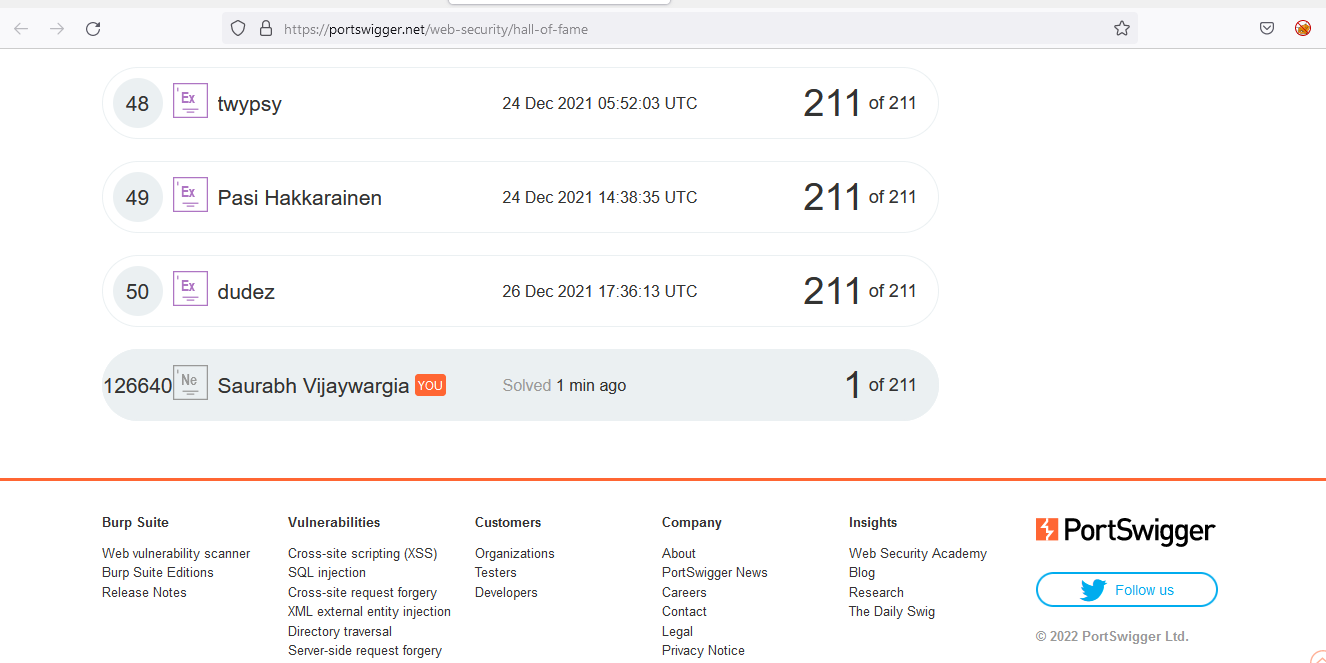 https://portswigger.net/web-security/hall-of-fame
48 Ex twypsy 24 Dec 2021 05:52:03 UTC 211 of 211
49 Ex Pasi Hakkarainen 24 Dec 2021 14:38:35 UTC 211 of 211
50 Ex dudez 26 Dec 2021 17:36:13 UTC 211 of 211
126640 Ne Saurabh Vijaywargia YOU Solved 1 min ago 1 of 211
Burp Suite
Web vulnerability scanner
Burp Suite Editions
Release Notes
Vulnerabilities
Cross-site scripting (XSS)
SQL injection
Cross-site request forgery
XML external entity injection
Directory traversal
Server-side request forgery
Customers
Organizations
Testers
Developers
Company
About
PortSwigger News
Careers
Contact
Legal
Privacy Notice
Insights
Web Security Academy
Blog
Research
The Daily Swig
PortSwigger
Follow us
© 2022 PortSwigger Ltd.